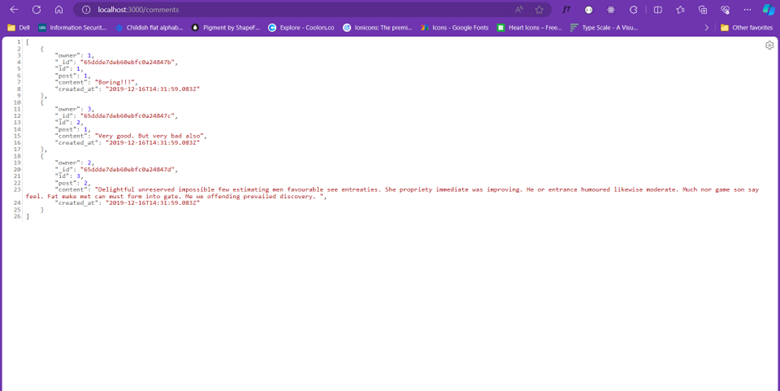 localhost:3000/comments
Dell Information Securit... Childish flat alphab... Pigment by ShapeF... Explore - Coolors.co Ionicons: The premi... Icons - Google Fonts Heart Icons – Free... Type Scale - A Visu... Other favorites
1 [
2 {
3 "owner": 1,
4 "_id": "65ddde7deb60ebfc0a24847b",
5 "id": 1,
6 "post": 1,
7 "content": "Boring!!!",
8 "created_at": "2019-12-16T14:31:59.083Z"
9 },
10 {
11 "owner": 3,
12 "_id": "65ddde7deb60ebfc0a24847c",
13 "id": 2,
14 "post": 1,
15 "content": "Very good. But very bad also",
16 "created_at": "2019-12-16T14:31:59.083Z"
17 },
18 {
19 "owner": 2,
20 "_id": "65ddde7deb60ebfc0a24847d",
21 "id": 3,
22 "post": 2,
23 "content": "Delightful unreserved impossible few estimating men favourable see entreaties. She propriety immediate was improving. He or entrance humoured likewise moderate. Much nor game son say
feel. Fat make met can must form into gate. Me we offending prevailed discovery. ",
24 "created_at": "2019-12-16T14:31:59.083Z"
25 }
26 ]